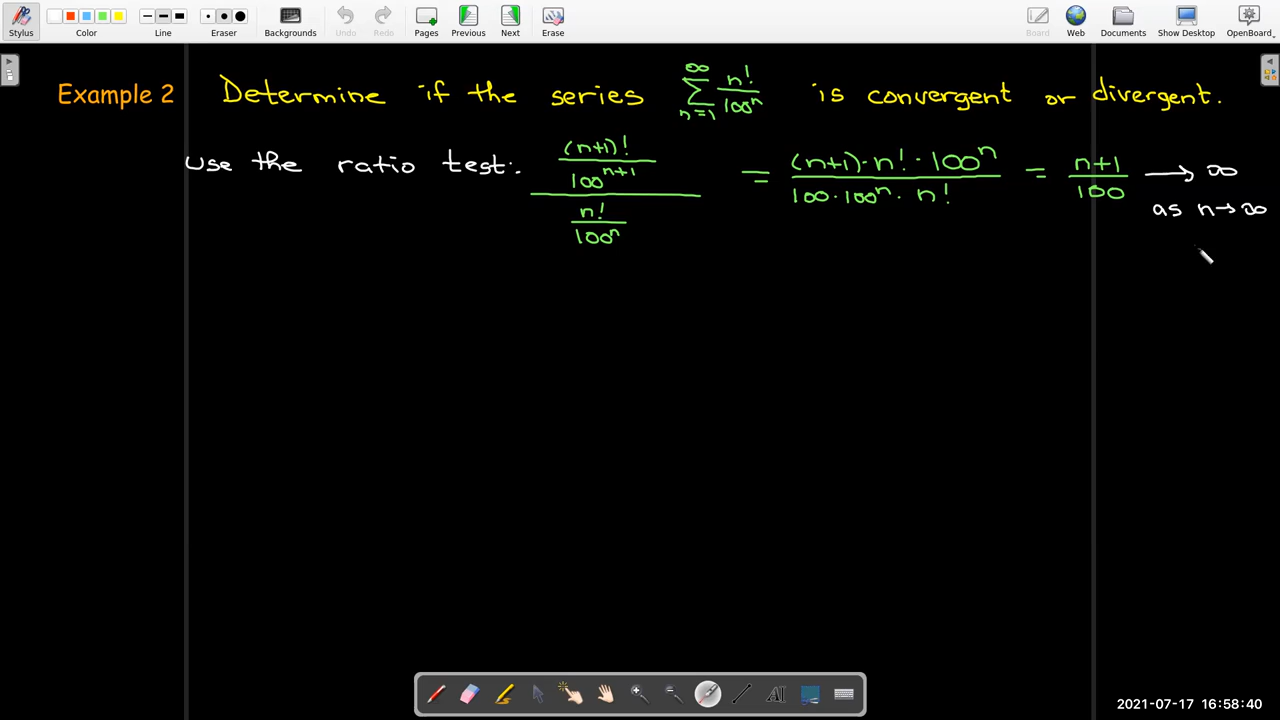 Stylus Color Line Eraser Backgrounds Undo Redo Pages Previous Next Erase Board Web Documents Show Desktop OpenBoard
Example 2 Determine if the series ∑_{n=1}^{∞} n!/100^n is convergent or divergent.
Use the ratio test: ((n+1)!/100^{n+1})/(n!/100^n) = ((n+1)·n!·100^n)/(100·100^n·n!) = (n+1)/100 ⟶ ∞
as n→∞
AI
2021-07-17 16:58:40